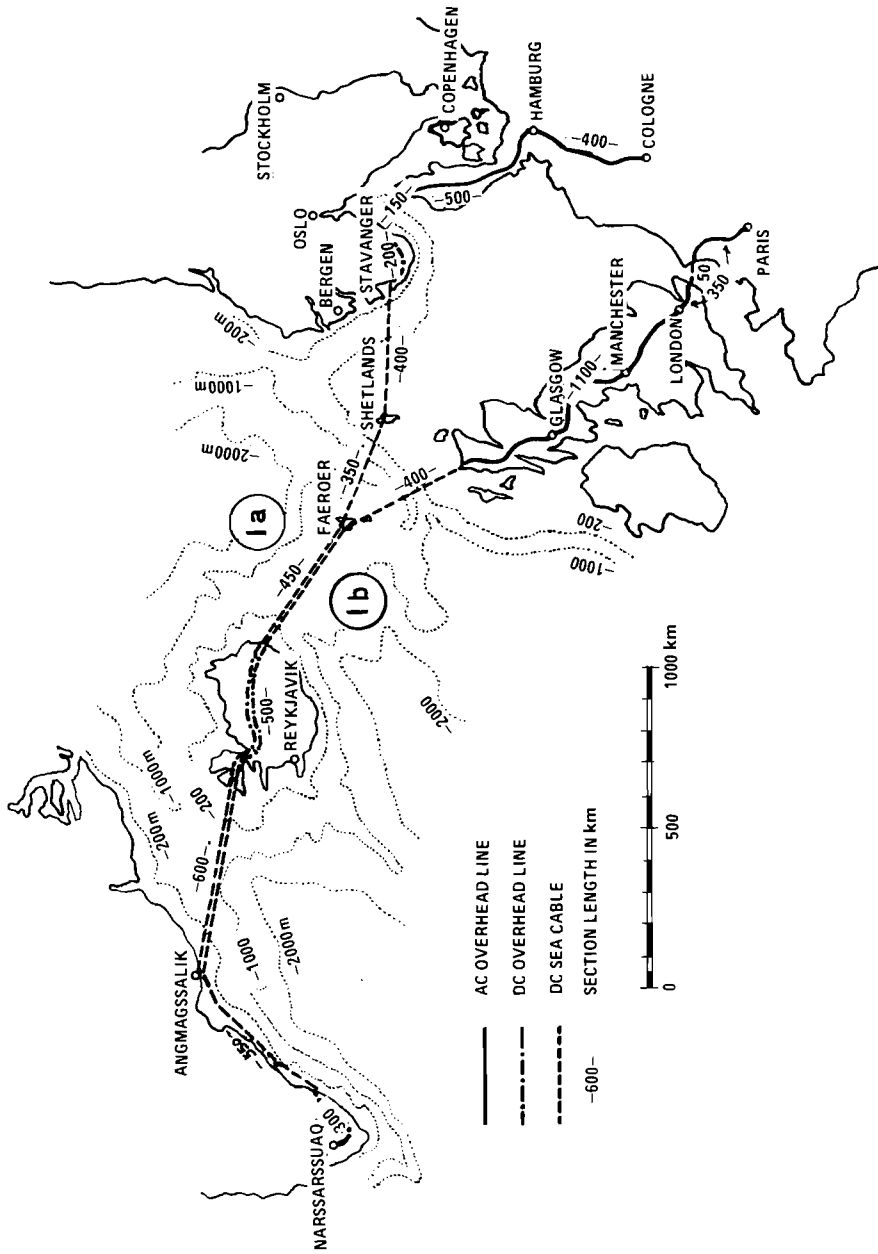 STOCKHOLM
COPENHAGEN
HAMBURG
-400-
COLOGNE
OSLO
-150-
-500-
BERGEN
STAVANGER
-200-
PARIS
50
350
LONDON
MANCHESTER
-1100-
GLASGOW
-200m
-1000m
-2000m
SHETLANDS
-400-
-350-
FAEROER
-400-
-200
-1000
1a
-450-
1b
-2000
-500-
REYKJAVIK
-1000m
-200m
-200
-600-
-1000
-2000m
ANGMAGSSALIK
NARSSARSSUAQ
300
AC OVERHEAD LINE
DC OVERHEAD LINE
DC SEA CABLE
-600- SECTION LENGTH IN km
0 500 1000 km